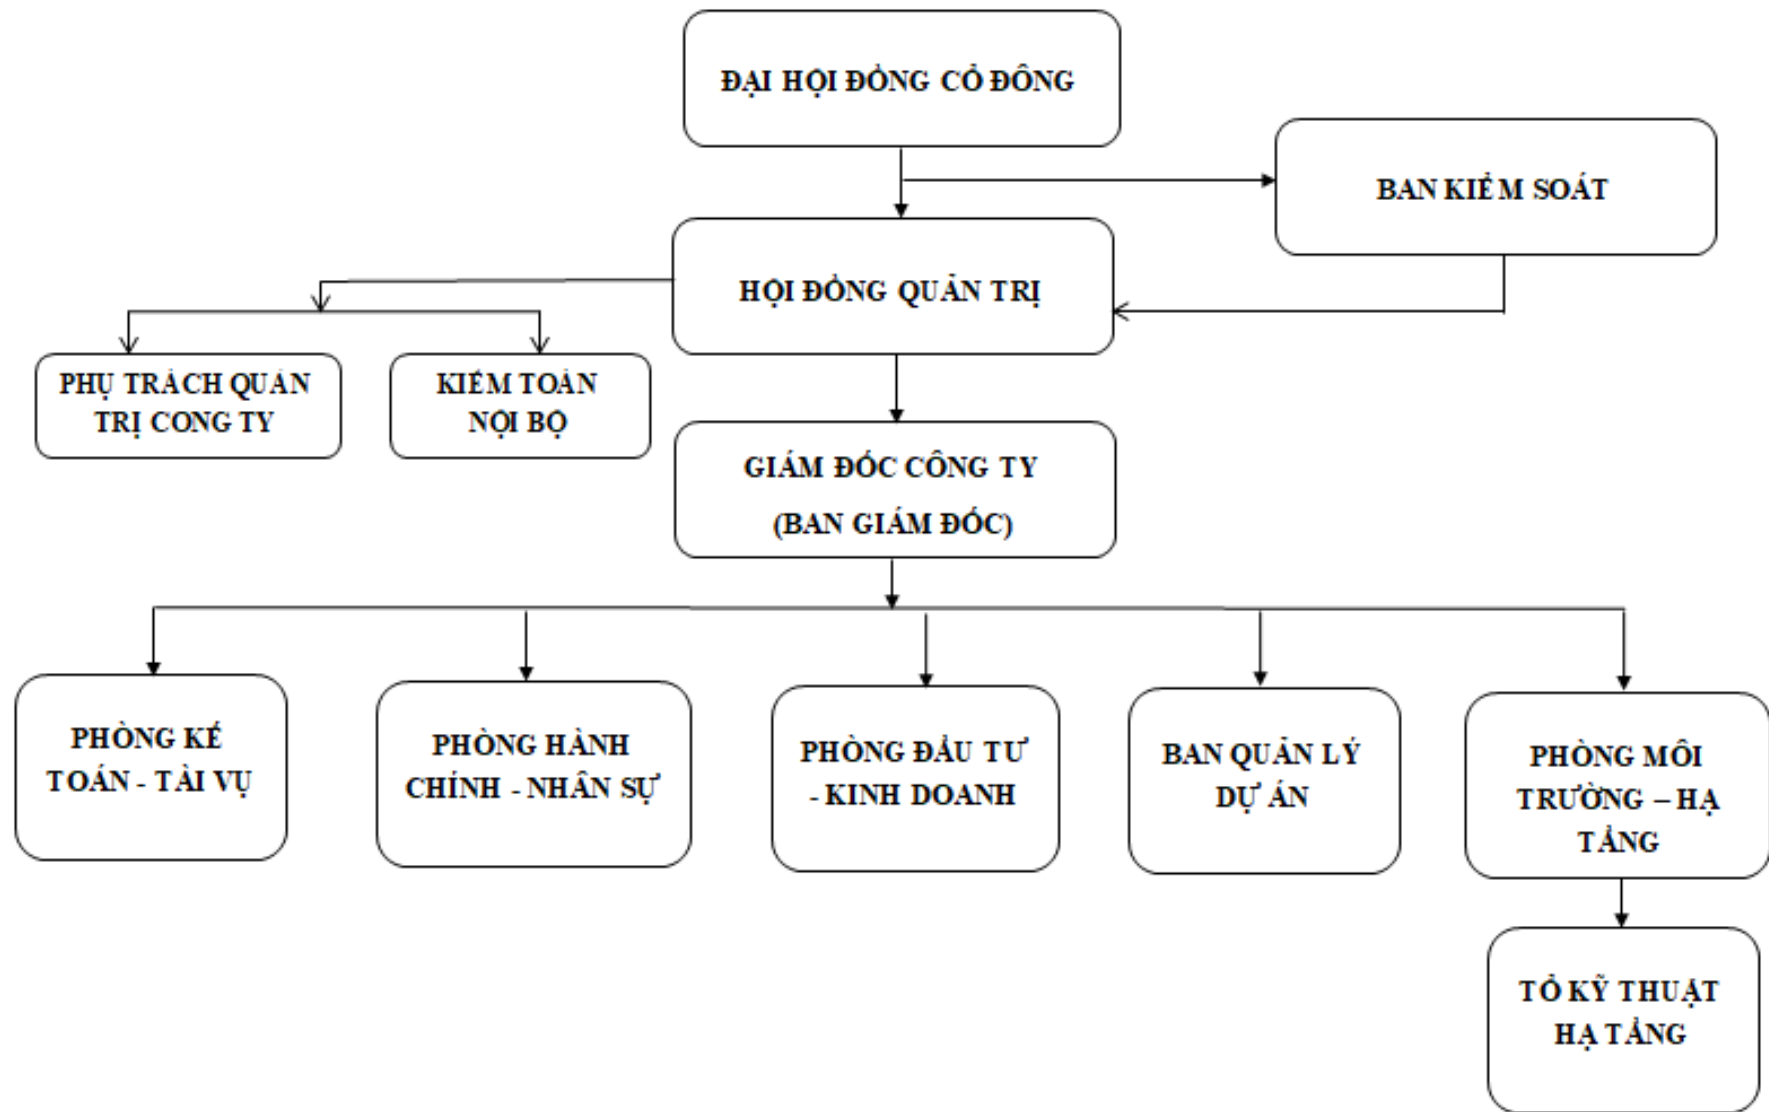 ĐẠI HỘI ĐỒNG CỔ ĐÔNG
BAN KIỂM SOÁT
HỘI ĐỒNG QUẢN TRỊ
PHỤ TRÁCH QUẢN
TRỊ CONG TY
KIỂM TOÁN
NỘI BỘ
GIÁM ĐỐC CÔNG TY
(BAN GIÁM ĐỐC)
PHÒNG KẾ
TOÁN - TÀI VỤ
PHÒNG HÀNH
CHÍNH - NHÂN SỰ
PHÒNG ĐẦU TƯ
- KINH DOANH
BAN QUẢN LÝ
DỰ ÁN
PHÒNG MÔI
TRƯỜNG – HẠ
TẦNG
TỔ KỸ THUẬT
HẠ TẦNG